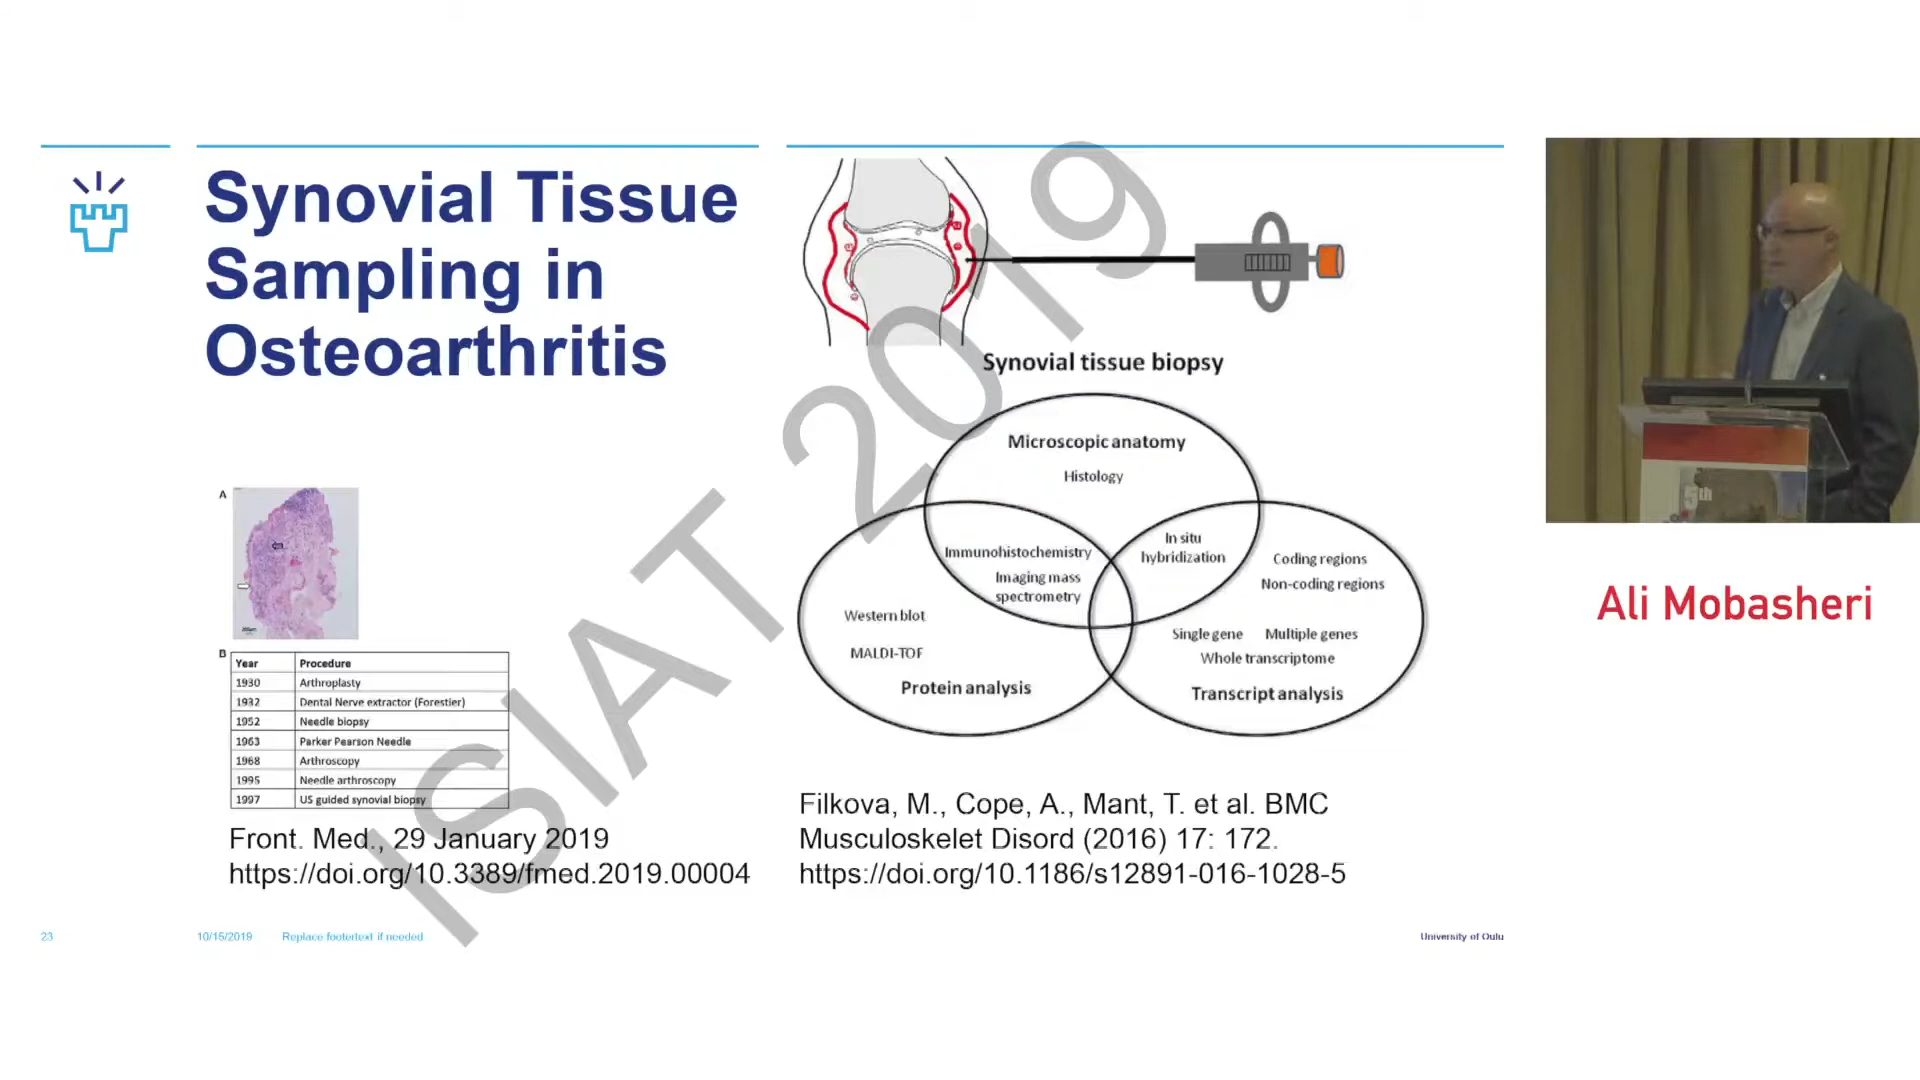 Synovial Tissue
Sampling in
Osteoarthritis
A
B
Year Procedure
1930 Arthroplasty
1932 Dental Nerve extractor (Forestier)
1952 Needle biopsy
1963 Parker Pearson Needle
1968 Arthroscopy
1995 Needle arthroscopy
1997 US guided synovial biopsy
Front. Med., 29 January 2019
https://doi.org/10.3389/fmed.2019.00004
Synovial tissue biopsy
Microscopic anatomy
Histology
Immunohistochemistry
Imaging mass
spectrometry
In situ
hybridization
Coding regions
Non-coding regions
Western blot
MALDI-TOF
Protein analysis
Single gene Multiple genes
Whole transcriptome
Transcript analysis
Filkova, M., Cope, A., Mant, T. et al. BMC
Musculoskelet Disord (2016) 17: 172.
https://doi.org/10.1186/s12891-016-1028-5
23
10/15/2019
Replace footertext if needed
University of Oulu
ISIAT 2019
5th
Ali Mobasheri